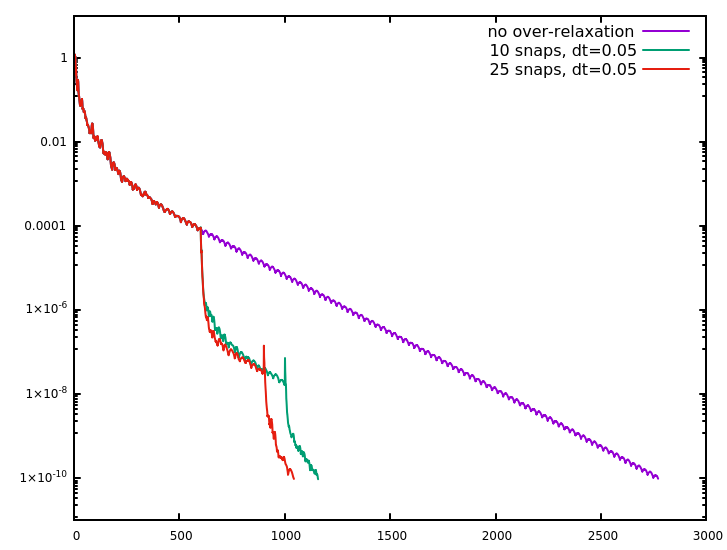 no over-relaxation
10 snaps, dt=0.05
25 snaps, dt=0.05
1
0.01
0.0001
1×10⁻⁶
1×10⁻⁸
1×10⁻¹⁰
0 500 1000 1500 2000 2500 3000